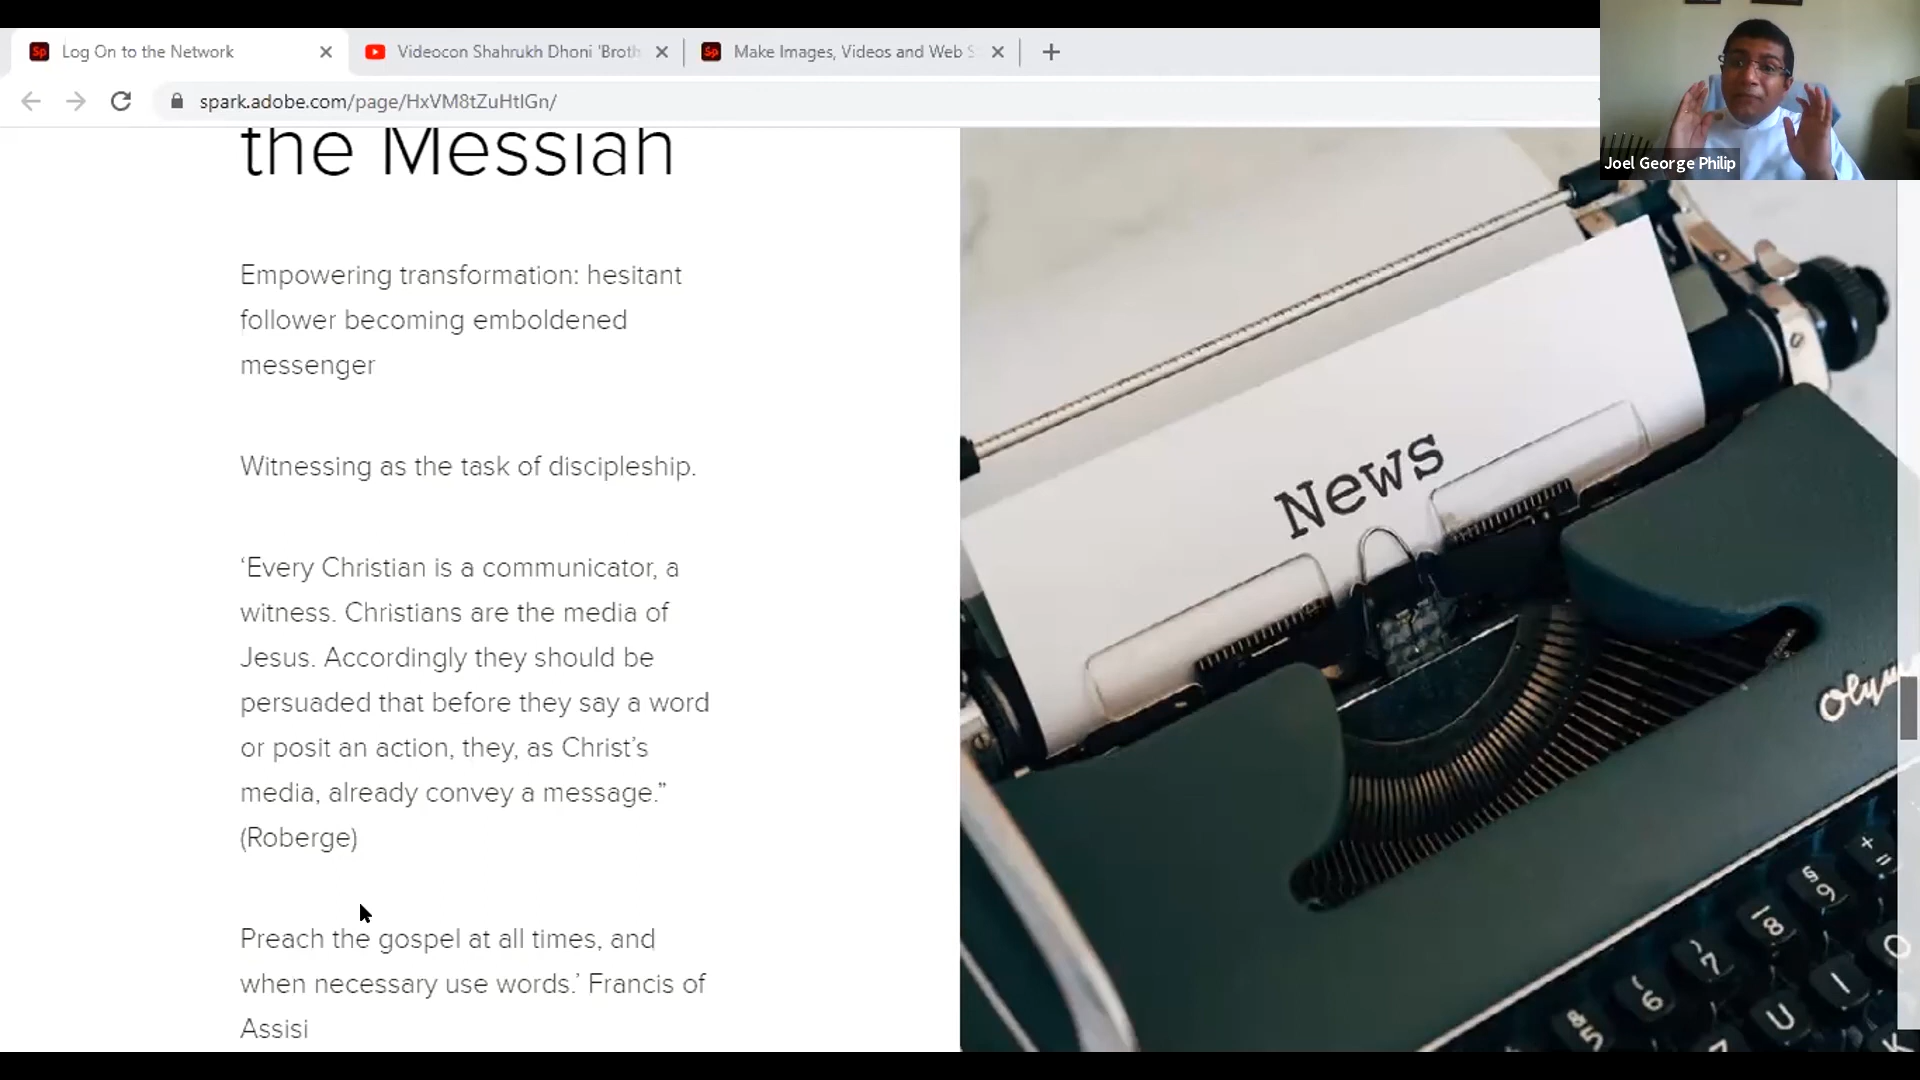 Log On to the Network
Videocon Shahrukh Dhoni 'Broth
Make Images, Videos and Web S
spark.adobe.com/page/HxVM8tZuHtlGn/
Joel George Philip
the Messiah
Empowering transformation: hesitant
follower becoming emboldened
messenger
Witnessing as the task of discipleship.
‘Every Christian is a communicator, a
witness. Christians are the media of
Jesus. Accordingly they should be
persuaded that before they say a word
or posit an action, they, as Christ’s
media, already convey a message.”
(Roberge)
Preach the gospel at all times, and
when necessary use words.’ Francis of
Assisi
News